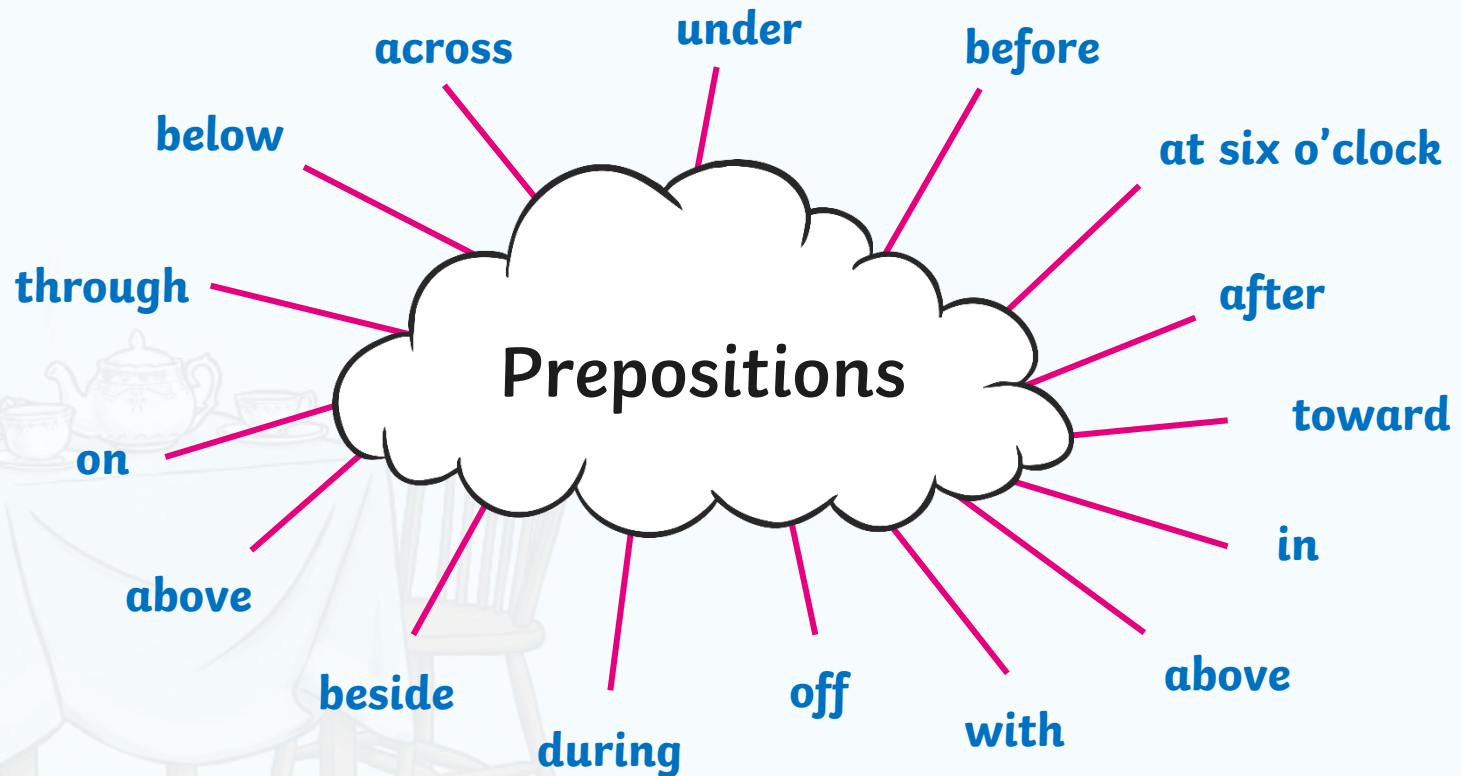 under
across
before
below
at six o'clock
through
after
Prepositions
toward
on
in
above
above
beside
off
with
during